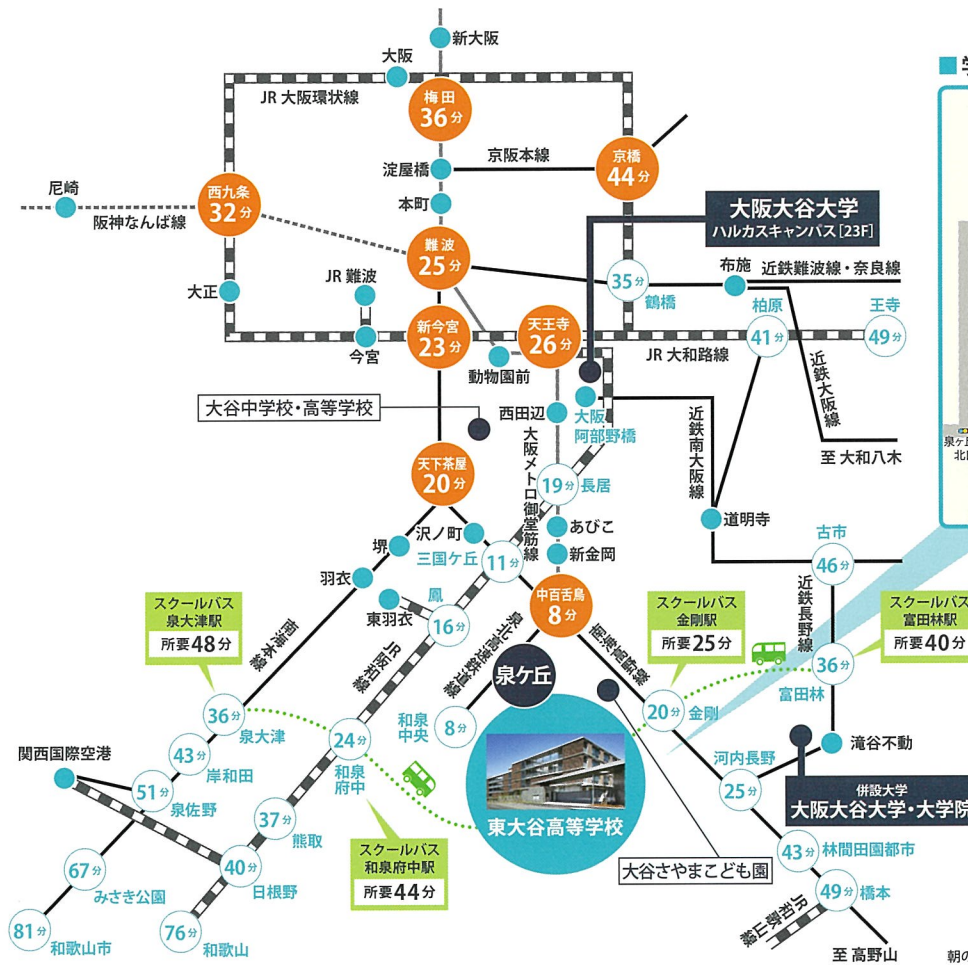 新大阪
大阪
JR 大阪環状線
梅田
36分
京橋
44分
京阪本線
淀屋橋
本町
尼崎
阪神なんば線
西九条
32分
難波
25分
大阪大谷大学
ハルカスキャンパス[23F]
35分
鶴橋
布施
近鉄難波線・奈良線
大正
JR 難波
今宮
新今宮
23分
天王寺
26分
動物園前
柏原
41分
王寺
49分
JR 大和路線
近鉄大阪線
至 大和八木
大谷中学校・高等学校
西田辺
大阪
阿部野橋
近鉄南大阪線
大阪メトロ御堂筋線
天下茶屋
20分
19分
長居
あびこ
新金岡
道明寺
古市
46分
堺
沢ノ町
三国ケ丘
11分
羽衣
鳳
東羽衣
16分
中百舌鳥
8分
スクールバス
泉大津駅
所要48分
スクールバス
金剛駅
所要25分
スクールバス
富田林駅
所要40分
近鉄長野線
南海本線
JR阪和線
泉北高速鉄道線
南海高野線
泉ケ丘
36分
富田林
36分
泉大津
24分
和泉
府中
和泉
中央
8分
20分
金剛
43分
岸和田
関西国際空港
51分
泉佐野
37分
熊取
40分
日根野
67分
みさき公園
81分
和歌山市
76分
和歌山
スクールバス
和泉府中駅
所要44分
東大谷高等学校
大谷さやまこども園
河内長野
25分
滝谷不動
併設大学
大阪大谷大学・大学院
43分
林間田園都市
49分
橋本
JR和歌山線
至 高野山
朝の
泉ケ丘